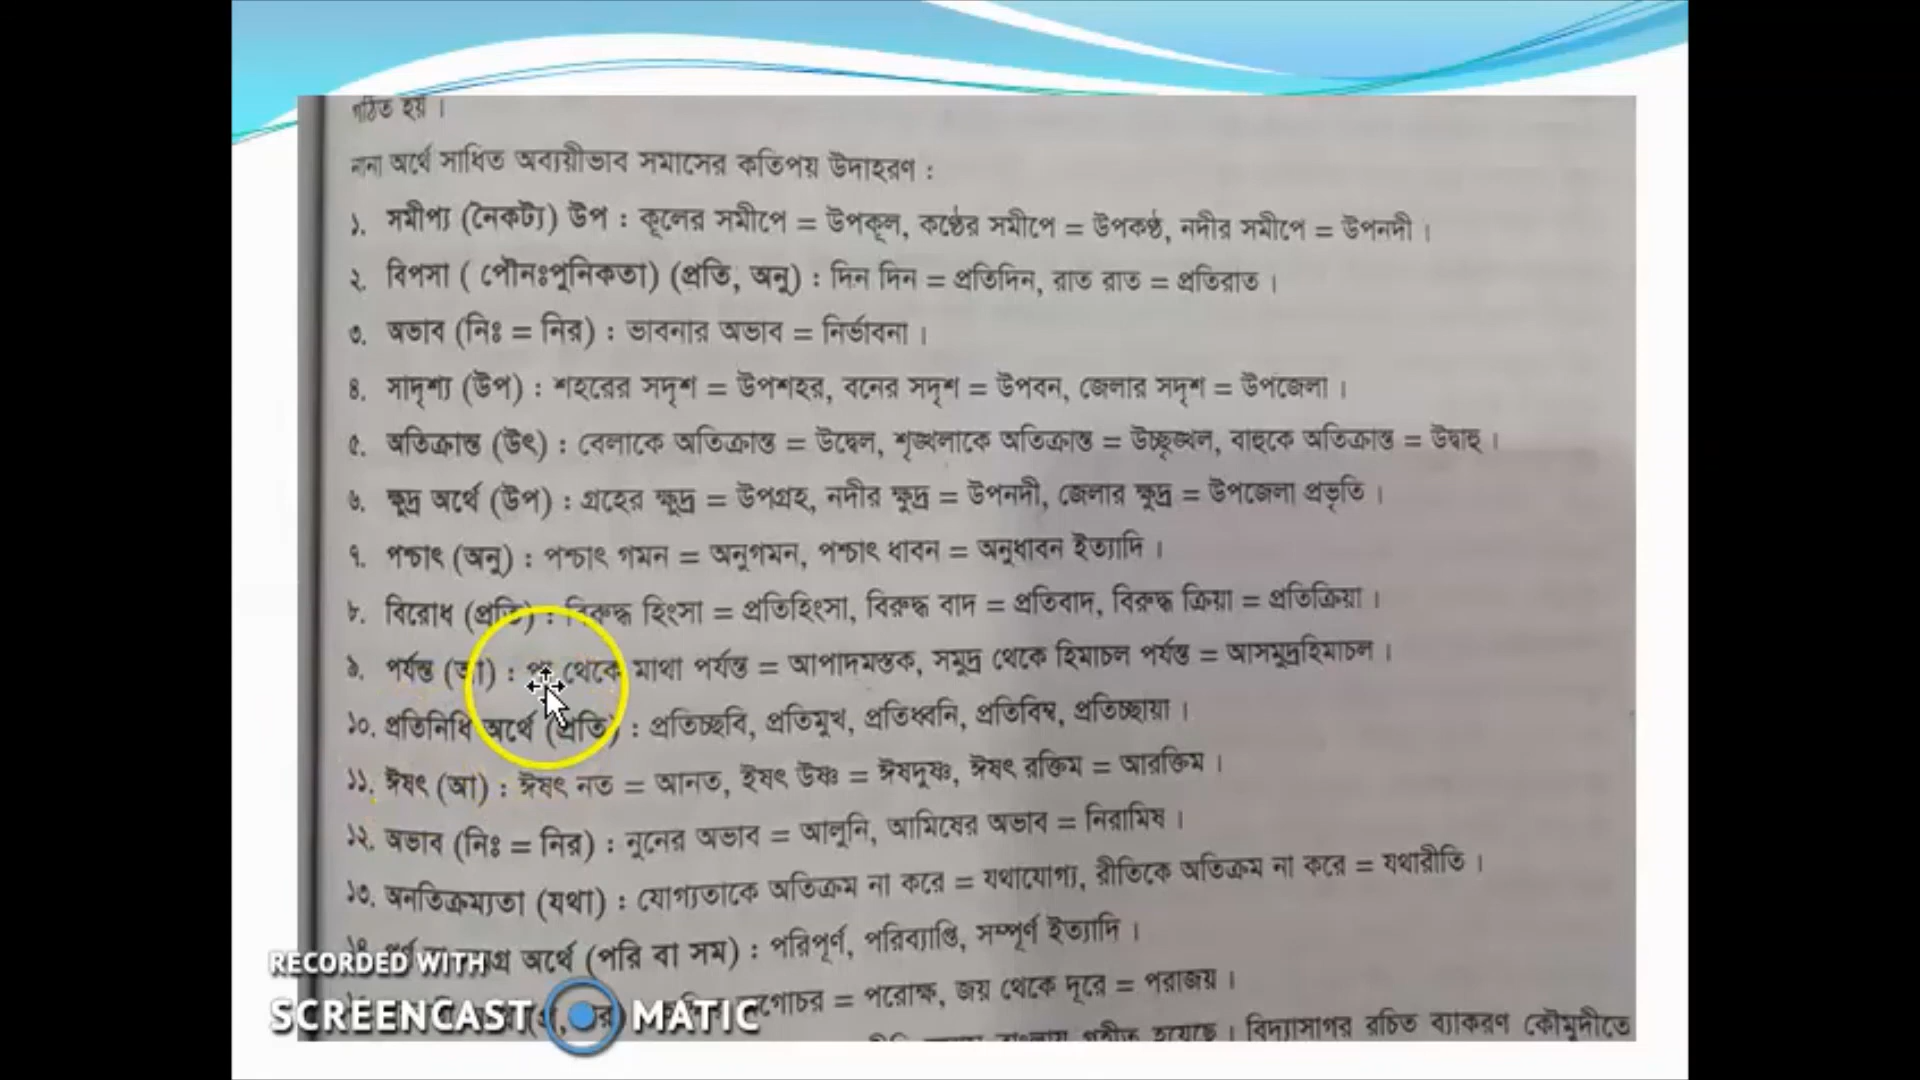 গঠিত হয় ।
নানা অর্থে সাধিত অব্যয়ীভাব সমাসের কতিপয় উদাহরণ :
১. সমীপ্য (নৈকট্য) উপ : কূলের সমীপে = উপকূল, কণ্ঠের সমীপে = উপকণ্ঠ, নদীর সমীপে = উপনদী ।
২. বিপসা ( পৌনঃপুনিকতা) (প্রতি, অনু) : দিন দিন = প্রতিদিন, রাত রাত = প্রতিরাত ।
৩. অভাব (নিঃ = নির) : ভাবনার অভাব = নির্ভাবনা ।
৪. সাদৃশ্য (উপ) : শহরের সদৃশ = উপশহর, বনের সদৃশ = উপবন, জেলার সদৃশ = উপজেলা ।
৫. অতিক্রান্ত (উৎ) : বেলাকে অতিক্রান্ত = উদ্বেল, শৃঙ্খলাকে অতিক্রান্ত = উচ্ছৃঙ্খল, বাহুকে অতিক্রান্ত = উদ্বাহু ।
৬. ক্ষুদ্র অর্থে (উপ) : গ্রহের ক্ষুদ্র = উপগ্রহ, নদীর ক্ষুদ্র = উপনদী, জেলার ক্ষুদ্র = উপজেলা প্রভৃতি ।
৭. পশ্চাৎ (অনু) : পশ্চাৎ গমন = অনুগমন, পশ্চাৎ ধাবন = অনুধাবন ইত্যাদি ।
৮. বিরোধ (প্রতি) : বিরুদ্ধ হিংসা = প্রতিহিংসা, বিরুদ্ধ বাদ = প্রতিবাদ, বিরুদ্ধ ক্রিয়া = প্রতিক্রিয়া ।
৯. পর্যন্ত (আ) : থেকে মাথা পর্যন্ত = আপাদমস্তক, সমুদ্র থেকে হিমাচল পর্যন্ত = আসমুদ্রহিমাচল ।
১০. প্রতিনিধি অর্থে (প্রতি) : প্রতিচ্ছবি, প্রতিমুখ, প্রতিধ্বনি, প্রতিবিম্ব, প্রতিচ্ছায়া ।
১১. ঈষৎ (আ) : ঈষৎ নত = আনত, ইষৎ উষ্ণ = ঈষদুষ্ণ, ঈষৎ রক্তিম = আরক্তিম ।
১২. অভাব (নিঃ = নির) : নুনের অভাব = আলুনি, আমিষের অভাব = নিরামিষ ।
১৩. অনতিক্রম্যতা (যথা) : যোগ্যতাকে অতিক্রম না করে = যথাযোগ্য, রীতিকে অতিক্রম না করে = যথারীতি ।
অর্থে (পরি বা সম) : পরিপূর্ণ, পরিব্যাপ্তি, সম্পূর্ণ ইত্যাদি ।
= পরোক্ষ, জয় থেকে দূরে = পরাজয় ।
বিদ্যাসাগর রচিত ব্যাকরণ কৌমুদীতে
RECORDED WITH
SCREENCAST MATIC